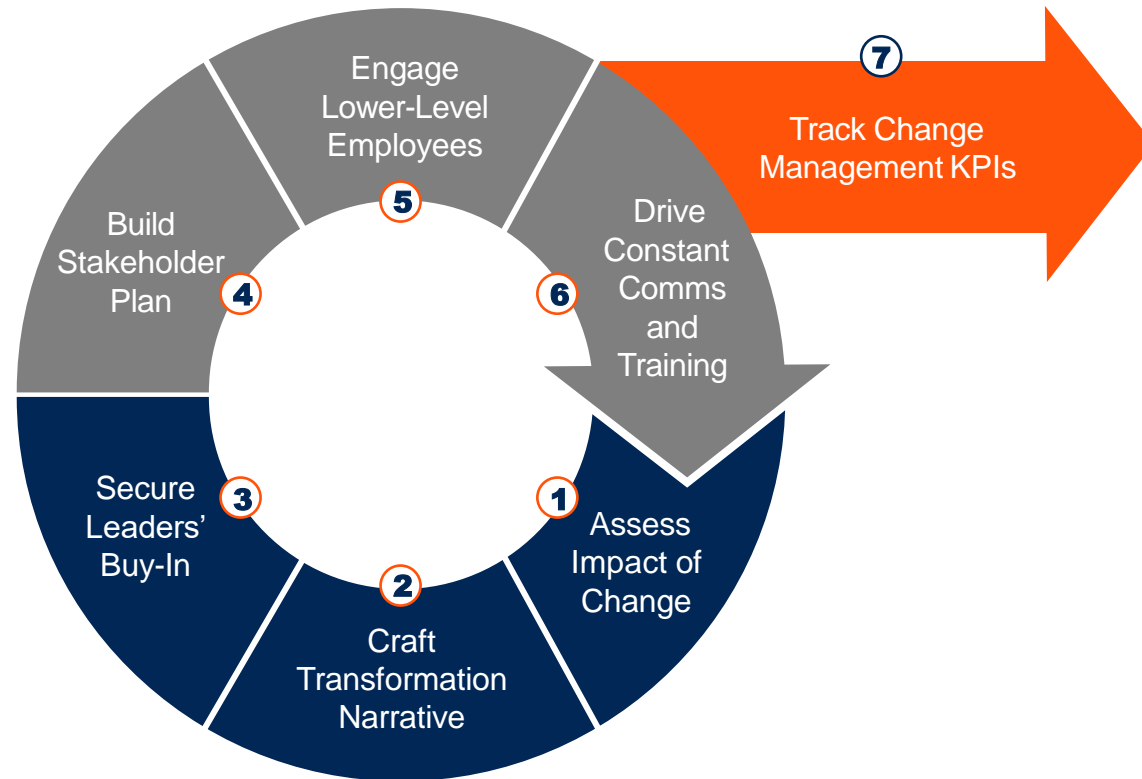 1
Assess
Impact of
Change
2
Craft
Transformation
Narrative
3
Secure
Leaders’
Buy-In
4
Build
Stakeholder
Plan
5
Engage
Lower-Level
Employees
6
Drive
Constant
Comms
and
Training
7
Track Change
Management KPIs